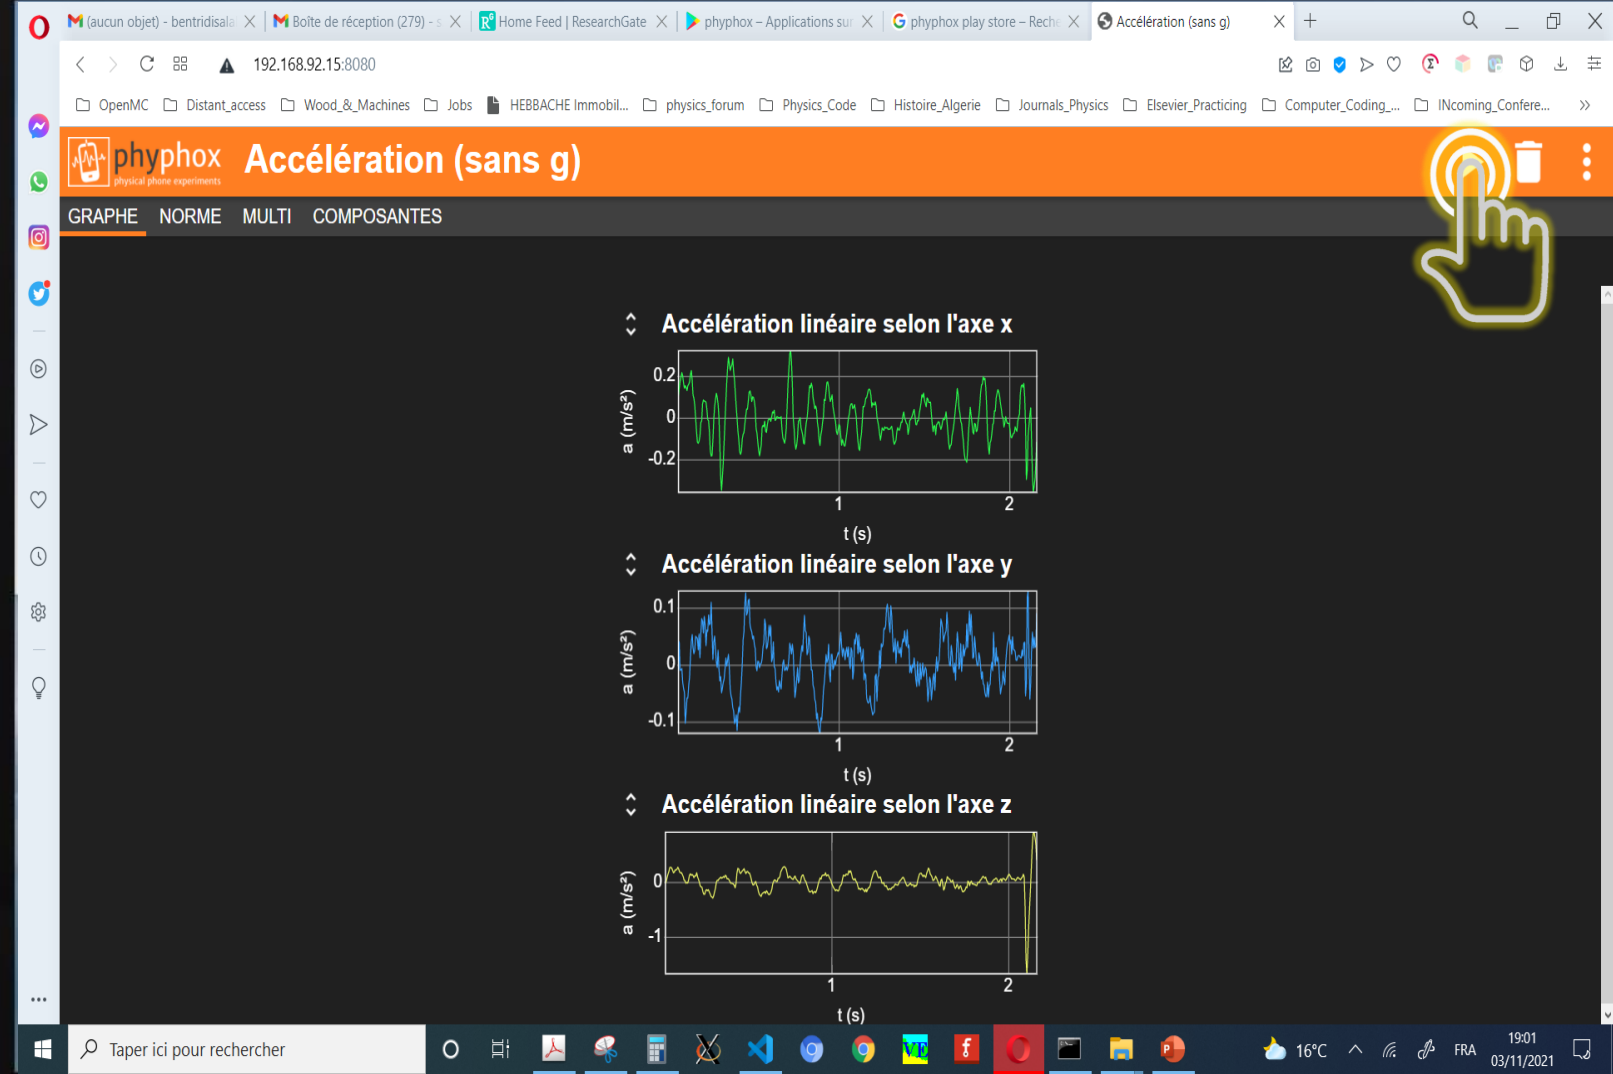 (aucun objet) - bentridisala
Boîte de réception (279) - s
Home Feed | ResearchGate
phyphox – Applications sur
phyphox play store – Reche
Accélération (sans g)
192.168.92.15:8080
OpenMC
Distant_access
Wood_&_Machines
Jobs
HEBBACHE Immobil...
physics_forum
Physics_Code
Histoire_Algerie
Journals_Physics
Elsevier_Practicing
Computer_Coding_...
INcoming_Confere...
phyphox
physical phone experiments
Accélération (sans g)
GRAPHE NORME MULTI COMPOSANTES
Accélération linéaire selon l'axe x
0.2
0
-0.2
a (m/s²)
1 2
t (s)
Accélération linéaire selon l'axe y
0.1
0
-0.1
a (m/s²)
1 2
t (s)
Accélération linéaire selon l'axe z
0
-1
a (m/s²)
1 2
t (s)
Taper ici pour rechercher
VE
16°C
FRA
19:01
03/11/2021